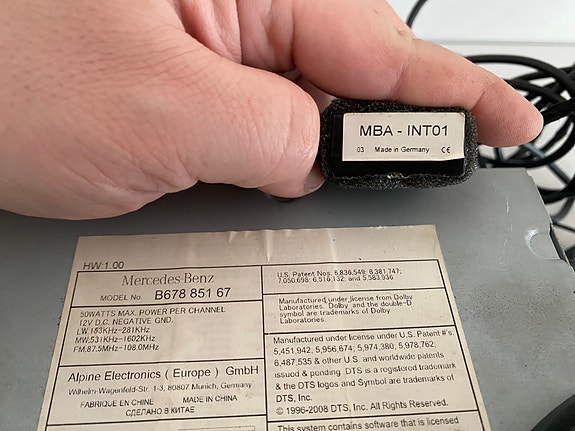 MBA - INT01
03 Made in Germany CE
HW:1.00
Mercedes-Benz
MODEL No. B678 851 67
50WATTS MAX. POWER PER CHANNEL
12V D.C. NEGATIVE GND.
LW:153KHz-281KHz
MW:531KHz-1602KHz
FM:87.5MHz-108.0MHz
Alpine Electronics ( Europe ) GmbH
Wilhelm-Wagenfeld-Str. 1-3, 80807 Munich, Germany
FABRIQUE EN CHINE MADE IN CHINA
СДЕЛАНО В КИТАЕ
U.S. Patent Nos. 6,836,549; 6,381,747;
7,050,698; 6,516,132; and 5,583,936
Manufactured under license from Dolby
Laboratories. Dolby, and the double-D
symbol are trademarks of Dolby
Laboratories.
Manufactured under license under U.S. Patent #'s:
5,451,942; 5,956,674; 5,974,380; 5,978,762;
6,487,535 & other U.S. and worldwide patents
issued & pending. DTS is a registered trademark
& the DTS logos and Symbol are trademarks of
DTS, Inc.
© 1996-2008 DTS, Inc. All Rights Reserved.
This system contains software that is licensed